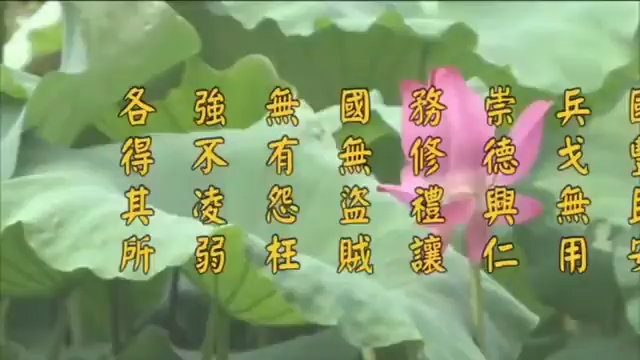 兵戈無用
崇德興仁
務修禮讓
國無盜賊
無有怨枉
強不凌弱
各得其所